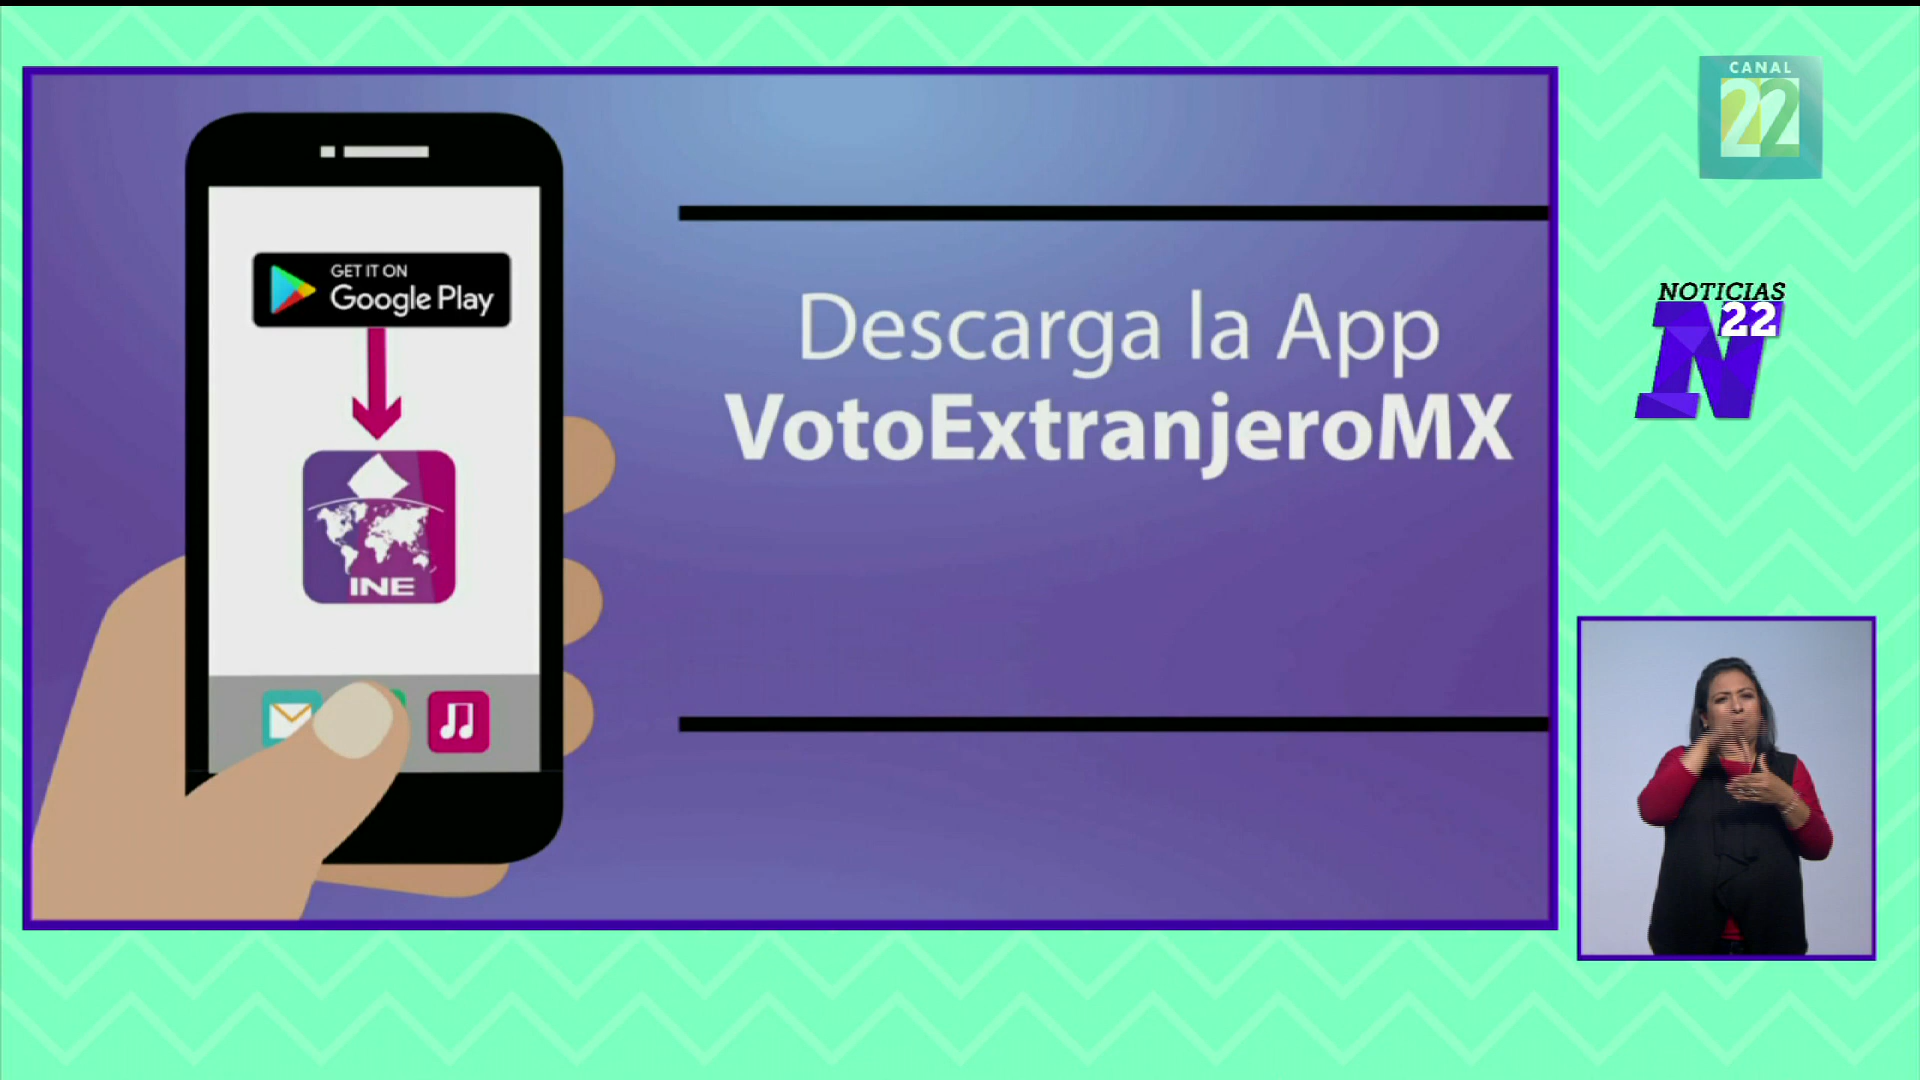 CANAL
22
GET IT ON
Google Play
Descarga la App
VotoExtranjeroMX
NOTICIAS
22
N
INE